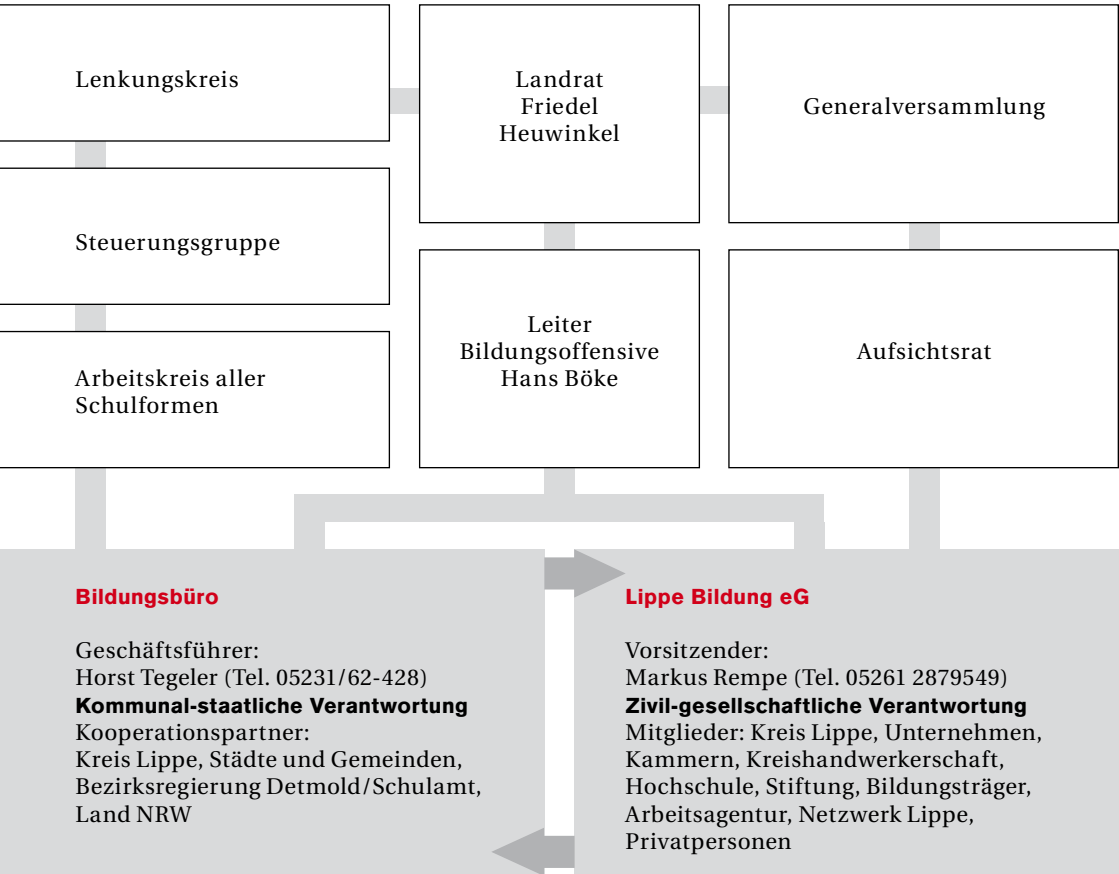 Lenkungskreis
Landrat
Friedel
Heuwinkel
Generalversammlung
Steuerungsgruppe
Leiter
Bildungsoffensive
Hans Böke
Aufsichtsrat
Arbeitskreis aller
Schulformen
Bildungsbüro
Geschäftsführer:
Horst Tegeler (Tel. 05231/62-428)
Kommunal-staatliche Verantwortung
Kooperationspartner:
Kreis Lippe, Städte und Gemeinden,
Bezirksregierung Detmold/Schulamt,
Land NRW
Lippe Bildung eG
Vorsitzender:
Markus Rempe (Tel. 05261 2879549)
Zivil-gesellschaftliche Verantwortung
Mitglieder: Kreis Lippe, Unternehmen,
Kammern, Kreishandwerkerschaft,
Hochschule, Stiftung, Bildungsträger,
Arbeitsagentur, Netzwerk Lippe,
Privatpersonen